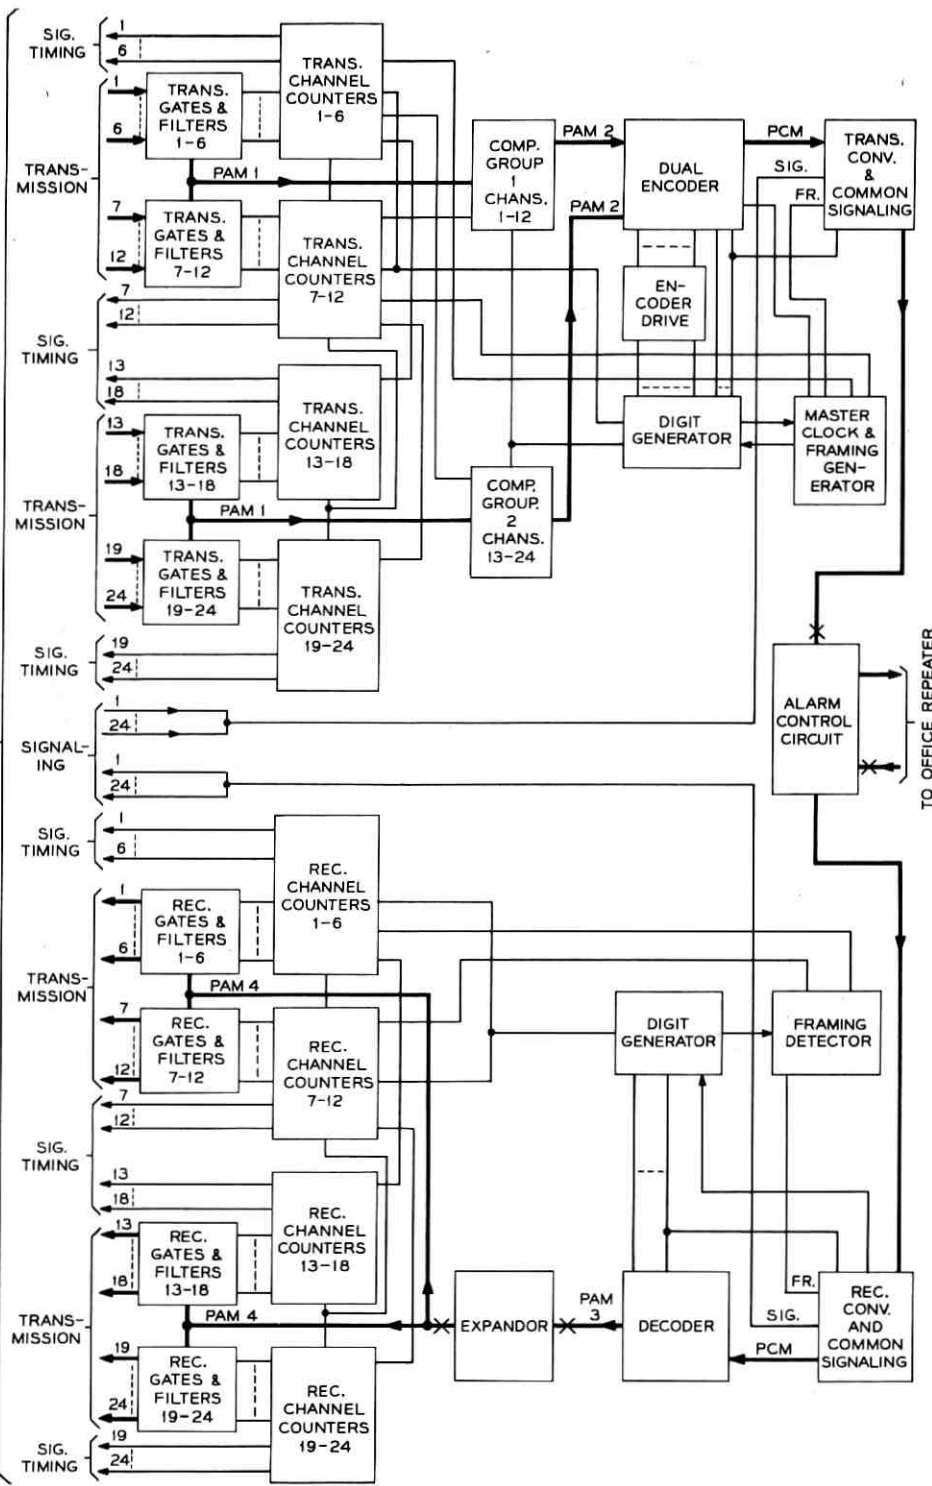 SIG.
TIMING
1
6
TRANS.
CHANNEL
COUNTERS
1-6
TRANS-
MISSION
1
6
TRANS.
GATES &
FILTERS
1-6
PAM 1
7
12
TRANS.
GATES &
FILTERS
7-12
TRANS.
CHANNEL
COUNTERS
7-12
COMP.
GROUP
1
CHANS.
1-12
PAM 2
PAM 2
DUAL
ENCODER
PCM
SIG.
FR.
TRANS.
CONV.
&
COMMON
SIGNALING
EN-
CODER
DRIVE
SIG.
TIMING
7
12
13
18
TRANS.
CHANNEL
COUNTERS
13-18
DIGIT
GENERATOR
MASTER
CLOCK &
FRAMING
GEN-
ERATOR
TRANS-
MISSION
13
18
TRANS.
GATES &
FILTERS
13-18
PAM 1
19
24
TRANS.
GATES &
FILTERS
19-24
TRANS.
CHANNEL
COUNTERS
19-24
COMP.
GROUP.
2
CHANS.
13-24
SIG.
TIMING
19
24
SIGNAL-
ING
1
24
1
24
ALARM
CONTROL
CIRCUIT
TO OFFICE REPEATER
SIG.
TIMING
1
6
REC.
CHANNEL
COUNTERS
1-6
TRANS-
MISSION
1
6
REC.
GATES &
FILTERS
1-6
PAM 4
7
12
REC.
GATES &
FILTERS
7-12
REC.
CHANNEL
COUNTERS
7-12
DIGIT
GENERATOR
FRAMING
DETECTOR
SIG.
TIMING
7
12
13
18
REC.
CHANNEL
COUNTERS
13-18
TRANS-
MISSION
13
18
REC.
GATES &
FILTERS
13-18
PAM 4
19
24
REC.
GATES &
FILTERS
19-24
REC.
CHANNEL
COUNTERS
19-24
EXPANDOR
PAM
3
DECODER
FR.
SIG.
PCM
REC.
CONV.
AND
COMMON
SIGNALING
SIG.
TIMING
19
24